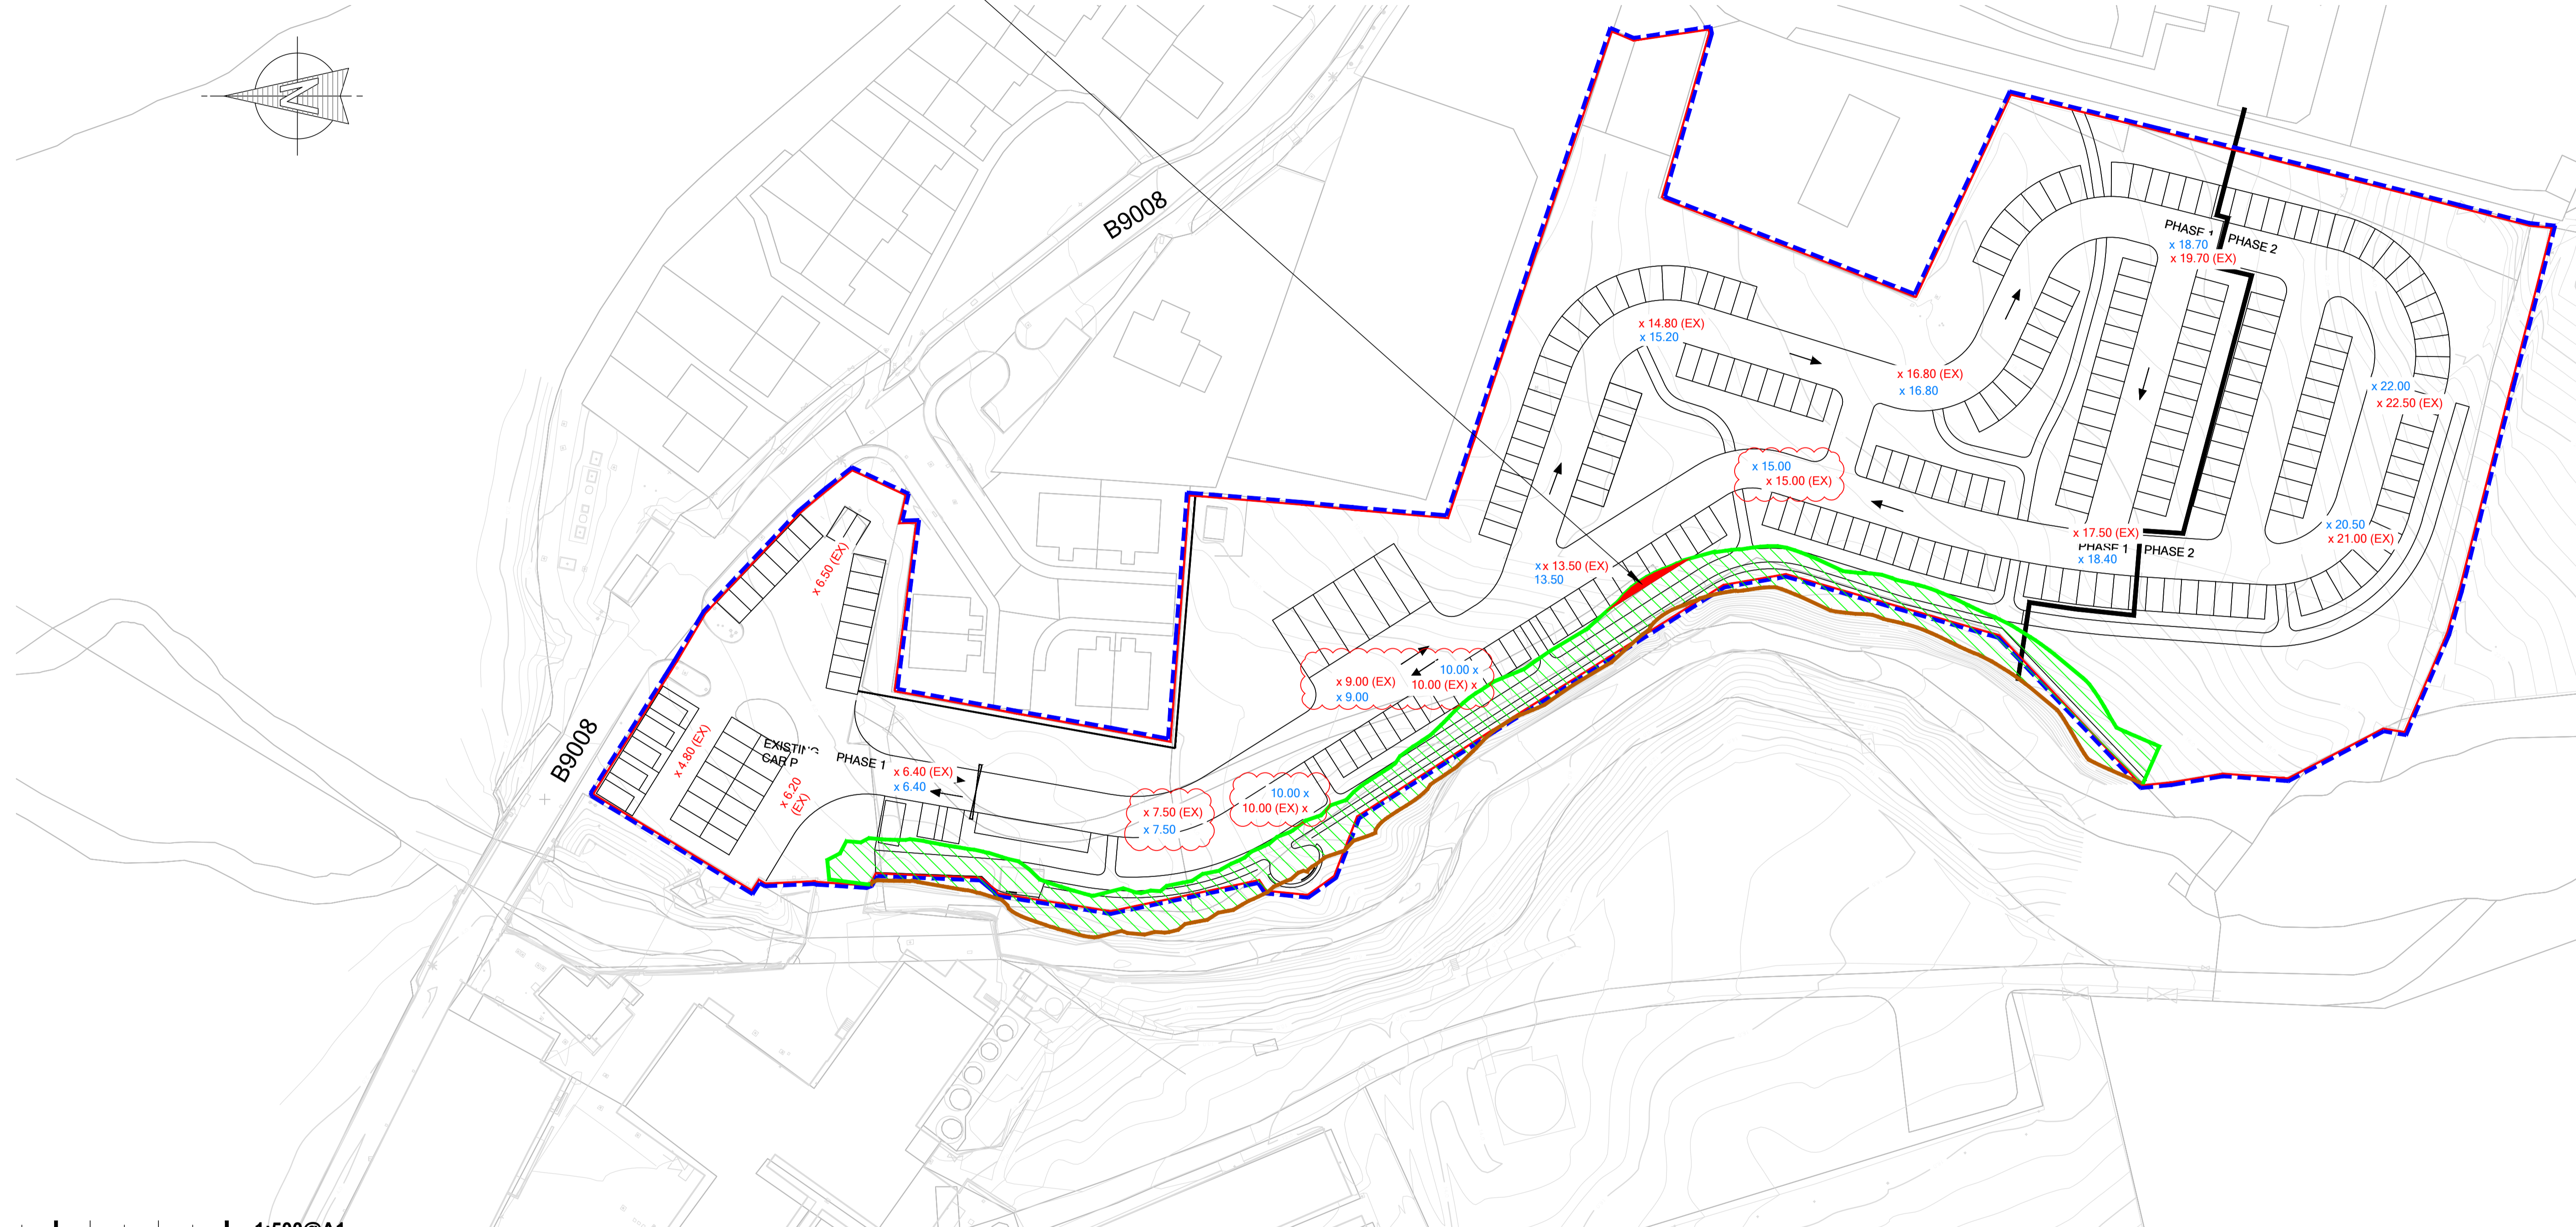 N
B9008
PHASE 1
PHASE 2
x 18.70
x 19.70 (EX)
x 14.80 (EX)
x 15.20
x 16.80 (EX)
x 16.80
x 22.00
x 22.50 (EX)
x 15.00
x 15.00 (EX)
x 20.50
x 21.00 (EX)
x 17.50 (EX)
PHASE 1
PHASE 2
x 18.40
xx 13.50 (EX)
13.50
x 6.50 (EX)
10.00 x
x 9.00 (EX)
10.00 (EX) x
x 9.00
B9008
x 4.80 (EX)
EXISTING
CAR P
PHASE 1
x 6.40 (EX)
x 6.40
x 6.20
(EX)
10.00 x
10.00 (EX) x
x 7.50 (EX)
x 7.50
1:500@A1